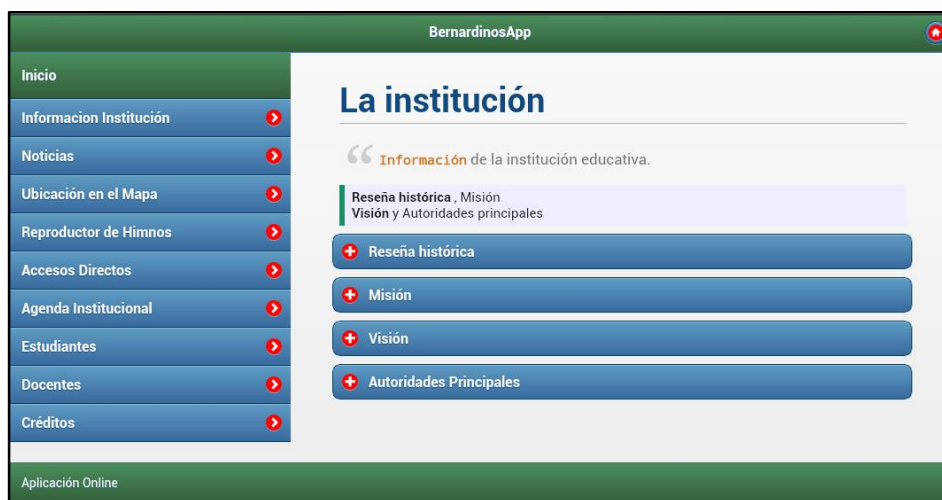 BernardinosApp
Inicio
Informacion Institución
Noticias
Ubicación en el Mapa
Reproductor de Himnos
Accesos Directos
Agenda Institucional
Estudiantes
Docentes
Créditos
La institución
“ Información de la institución educativa.
Reseña histórica , Misión
Visión y Autoridades principales
Reseña histórica
Misión
Visión
Autoridades Principales
Aplicación Online